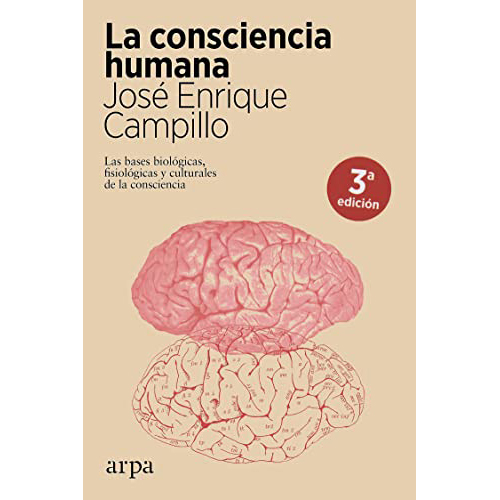 La consciencia
humana
José Enrique
Campillo
Las bases biológicas,
fisiológicas y culturales
de la consciencia
3ª
edición
arpa